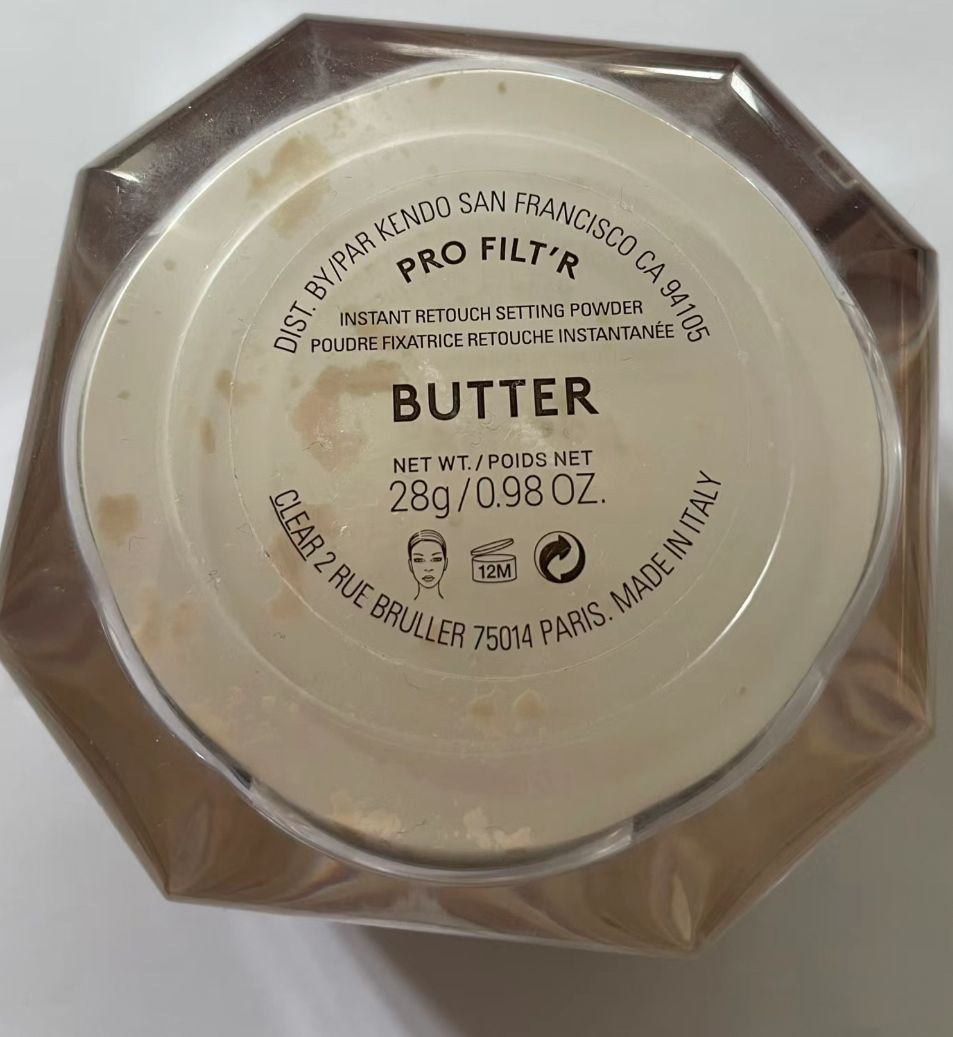 DIST. BY/PAR KENDO SAN FRANCISCO CA 94105
PRO FILT'R
INSTANT RETOUCH SETTING POWDER
POUDRE FIXATRICE RETOUCHE INSTANTANÉE
BUTTER
NET WT. / POIDS NET
28g/0.98 OZ.
12M
CLEAR 2 RUE BRULLER 75014 PARIS. MADE IN ITALY